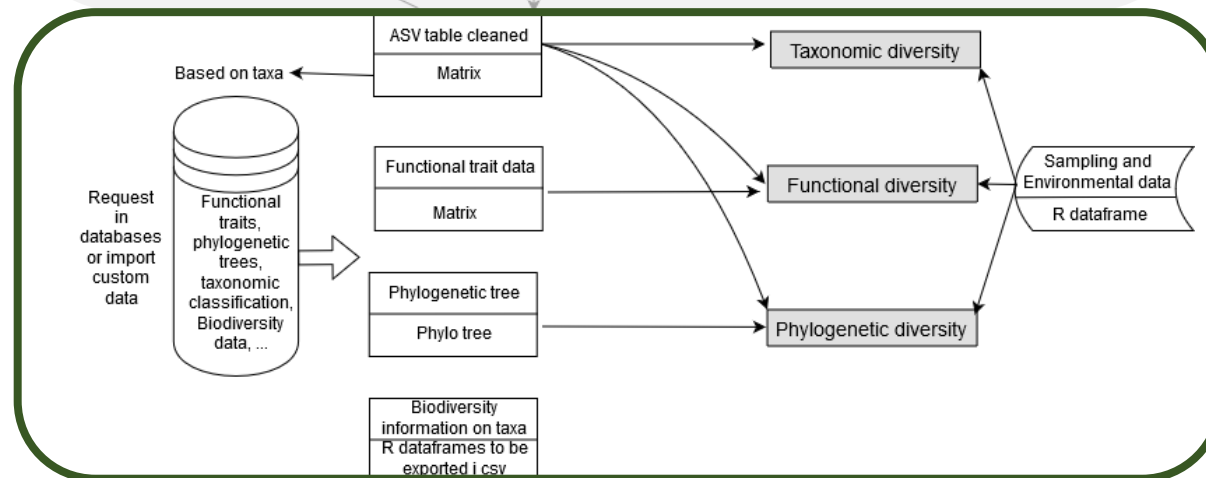 ASV table cleaned
Matrix
Based on taxa
Taxonomic diversity
Request
in
databases
or import
custom
data
Functional
traits,
phylogenetic
trees,
taxonomic
classification,
Biodiversity
data, ...
Functional trait data
Matrix
Functional diversity
Sampling and
Environmental data
R dataframe
Phylogenetic tree
Phylo tree
Phylogenetic diversity
Biodiversity
information on taxa
R dataframes to be
exported i csv